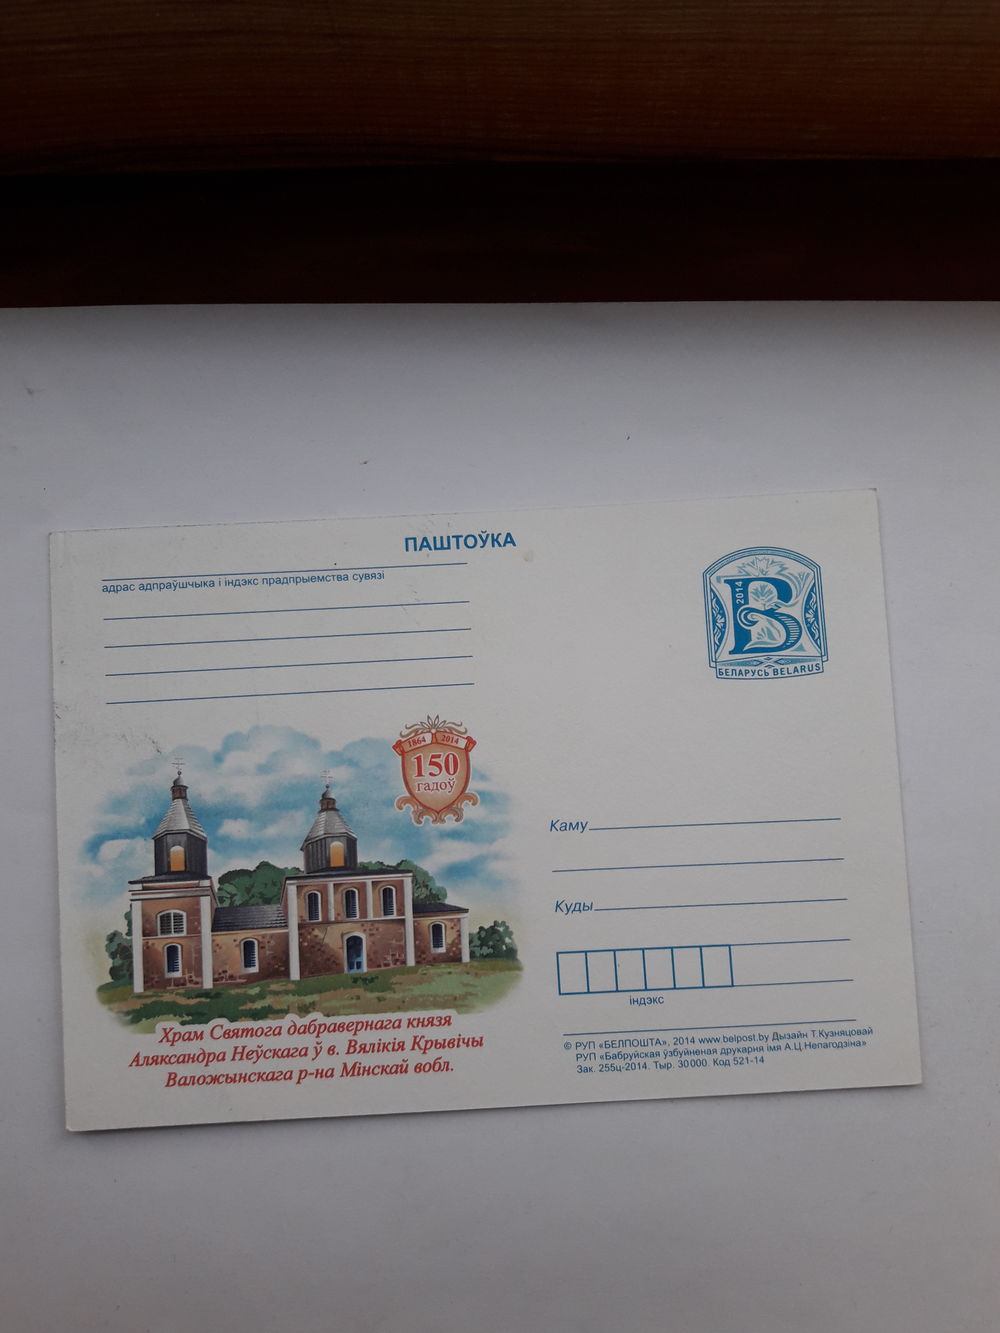 ПАШТОЎКА
адрас адпраўшчыка і індэкс прадпрыемства сувязі
2014
БЕЛАРУСЬ BELARUS
1864 2014
150
гадоў
Каму
Куды
індэкс
Храм Святога дабравернага князя
Аляксандра Неўскага ў в. Вялікія Крывічы
Валожынскага р-на Мінскай вобл.
© РУП «БЕЛПОШТА», 2014 www.belpost.by Дызайн Т.Кузняцовай
РУП «Бабруйская ўзбуйненая друкарня імя А.Ц Непагодзіна»
Зак. 255ц-2014. Тыр. 30000. Код 521-14